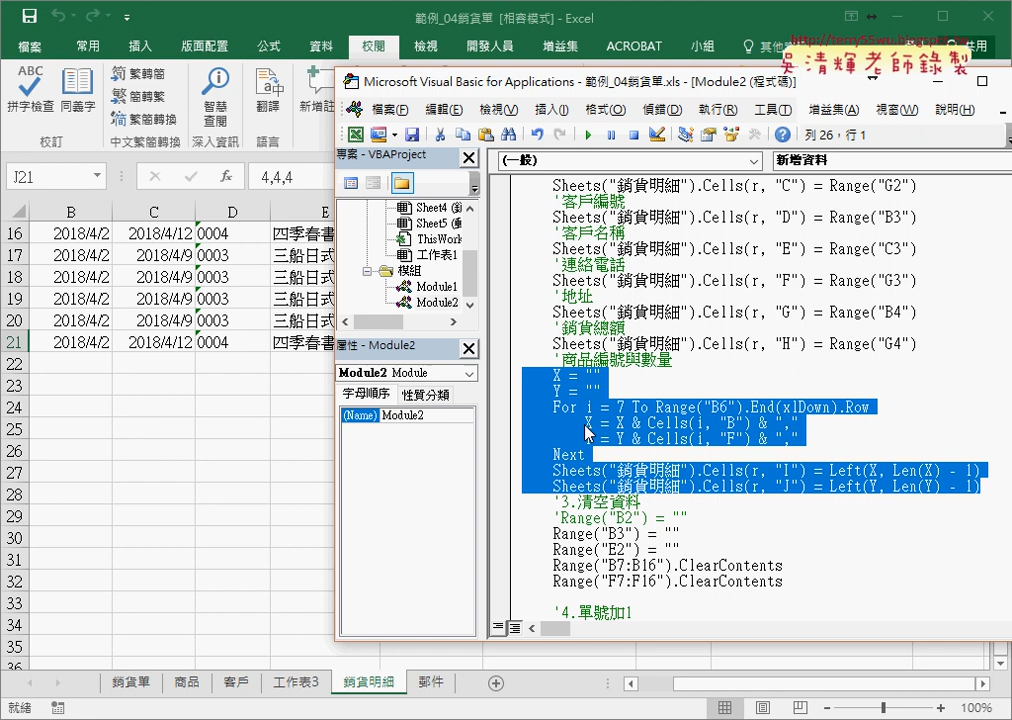 範例_04銷貨單 [相容模式] - Excel
檔案 常用 插入 版面配置 公式 資料 校閱 檢視 開發人員 增益集 ACROBAT 小組 共用
http://terry55wu.blogspot.tw
吳清輝老師錄製
拼字檢查 同義字
校訂
繁轉簡
簡轉繁
繁簡轉換
中文繁簡轉換
智慧查閱
深入資訊
翻譯
語言
Microsoft Visual Basic for Applications - 範例_04銷貨單.xls - [Module2 (程式碼)]
檔案(F) 編輯(E) 檢視(V) 插入(I) 格式(O) 偵錯(D) 執行(R) 工具(T) 增益集(A) 視窗(W) 說明(H)
列 26，行 1
專案 - VBAProject
ThisWork
工作表1
模組
Module1
Module2
屬性 - Module2
Module2 Module
字母順序 性質分類
(Name) Module2
(一般) 新增資料
Sheets("銷貨明細").Cells(r, "C") = Range("G2")
'客戶編號
Sheets("銷貨明細").Cells(r, "D") = Range("B3")
'客戶名稱
Sheets("銷貨明細").Cells(r, "E") = Range("C3")
'連絡電話
Sheets("銷貨明細").Cells(r, "F") = Range("G3")
'地址
Sheets("銷貨明細").Cells(r, "G") = Range("B4")
'銷貨總額
Sheets("銷貨明細").Cells(r, "H") = Range("G4")
'商品編號與數量
X = ""
Y = ""
For i = 7 To Range("B6").End(xlDown).Row
X = X & Cells(i, "B") & ","
= Y & Cells(i, "F") & ","
Next
Sheets("銷貨明細").Cells(r, "I") = Left(X, Len(X) - 1)
Sheets("銷貨明細").Cells(r, "J") = Left(Y, Len(Y) - 1)
'3.清空資料
'Range("B2") = ""
Range("B3") = ""
Range("E2") = ""
Range("B7:B16").ClearContents
Range("F7:F16").ClearContents
'4.單號加1
J21 4,4,4
B C D E
16 2018/4/2 2018/4/12 0004 四季春書
17 2018/4/2 2018/4/9 0003 三船日式
18 2018/4/2 2018/4/9 0003 三船日式
19 2018/4/2 2018/4/9 0003 三船日式
20 2018/4/2 2018/4/9 0003 三船日式
21 2018/4/2 2018/4/12 0004 四季春書
22
23
24
25
26
27
28
29
30
31
32
33
34
35
36
銷貨單 商品 客戶 工作表3 銷貨明細 郵件
就緒 100%